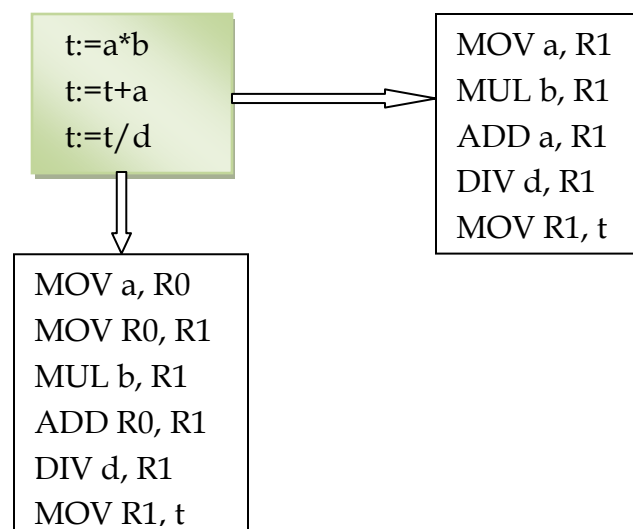 t:=a*b
t:=t+a
t:=t/d
MOV a, R1
MUL b, R1
ADD a, R1
DIV d, R1
MOV R1, t
MOV a, R0
MOV R0, R1
MUL b, R1
ADD R0, R1
DIV d, R1
MOV R1, t